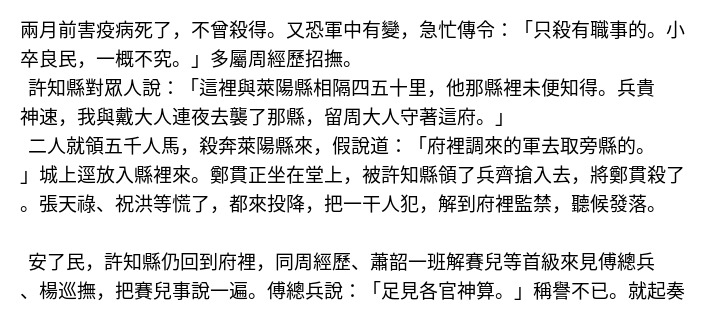 兩月前害疫病死了，不曾殺得。又恐軍中有變，急忙傳令：「只殺有職事的。小
卒良民，一概不究。」多屬周經歷招撫。
許知縣對眾人說：「這裡與萊陽縣相隔四五十里，他那縣裡未便知得。兵貴
神速，我與戴大人連夜去襲了那縣，留周大人守著這府。」
二人就領五千人馬，殺奔萊陽縣來，假說道：「府裡調來的軍去取旁縣的。
」城上逕放入縣裡來。鄭貫正坐在堂上，被許知縣領了兵齊搶入去，將鄭貫殺了
。張天祿、祝洪等慌了，都來投降，把一干人犯，解到府裡監禁，聽候發落。
安了民，許知縣仍回到府裡，同周經歷、蕭韶一班解賽兒等首級來見傅總兵
、楊巡撫，把賽兒事說一遍。傅總兵說：「足見各官神算。」稱譽不已。就起奏